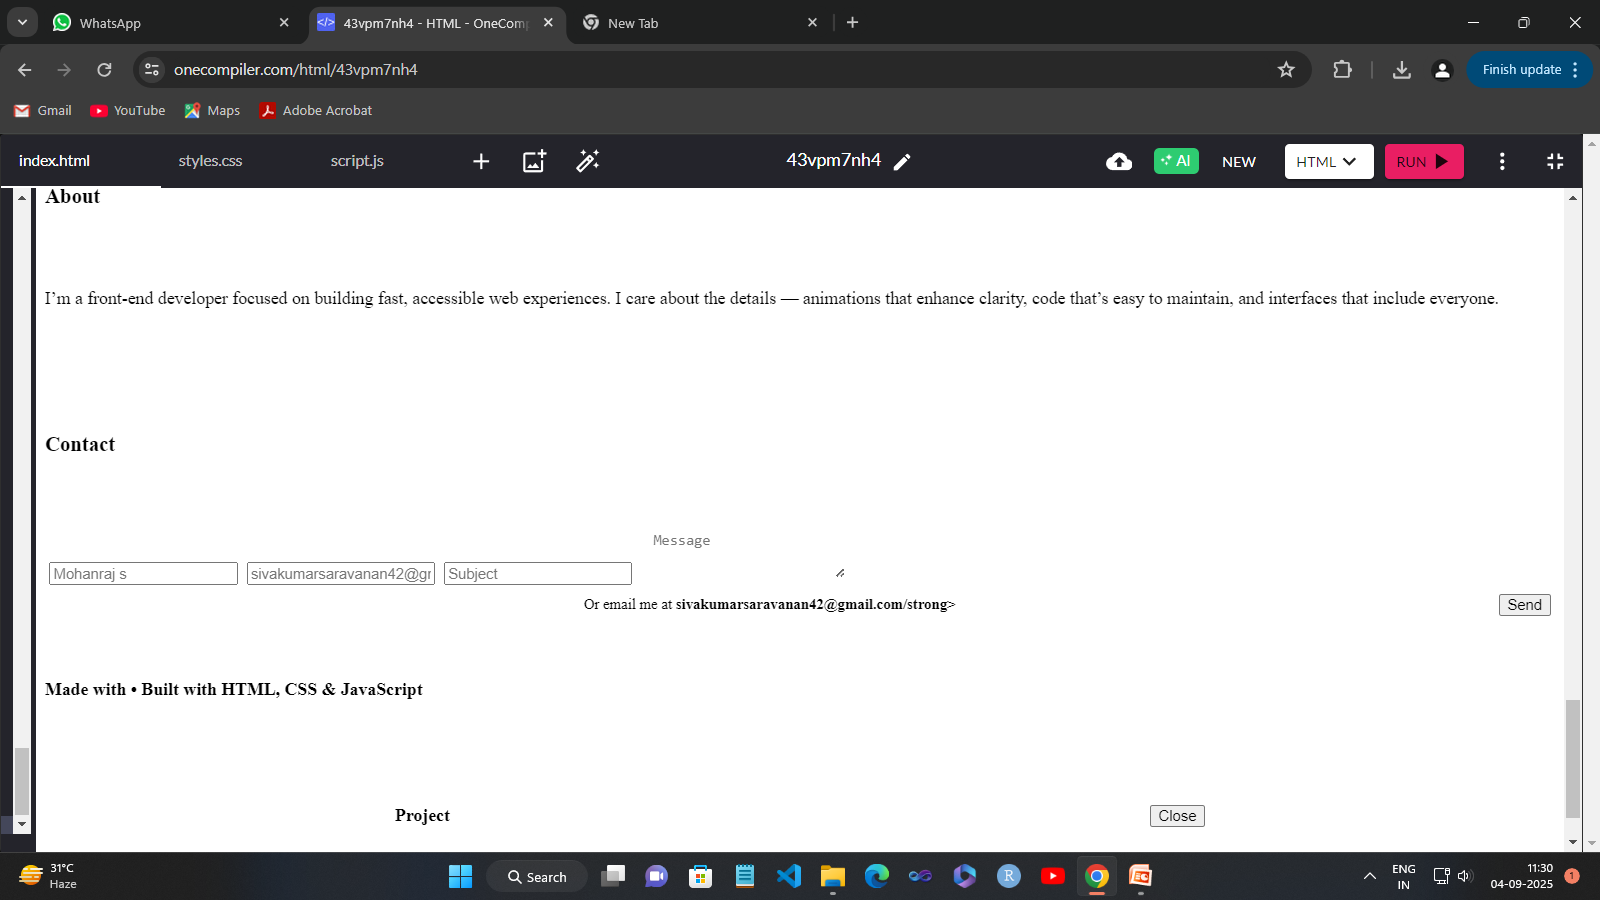 WhatsApp
43vpm7nh4 - HTML - OneComp
New Tab
onecompiler.com/html/43vpm7nh4
Finish update
Gmail
YouTube
Maps
Adobe Acrobat
index.html
styles.css
script.js
43vpm7nh4
AI
NEW
HTML
RUN
About
I’m a front-end developer focused on building fast, accessible web experiences. I care about the details — animations that enhance clarity, code that’s easy to maintain, and interfaces that include everyone.
Contact
Message
Mohanraj s
sivakumarsaravanan42@gr
Subject
Or email me at sivakumarsaravanan42@gmail.com/strong>
Send
Made with • Built with HTML, CSS & JavaScript
Project
Close
31°C
Haze
Search
R
ENG
IN
11:30
04-09-2025
1